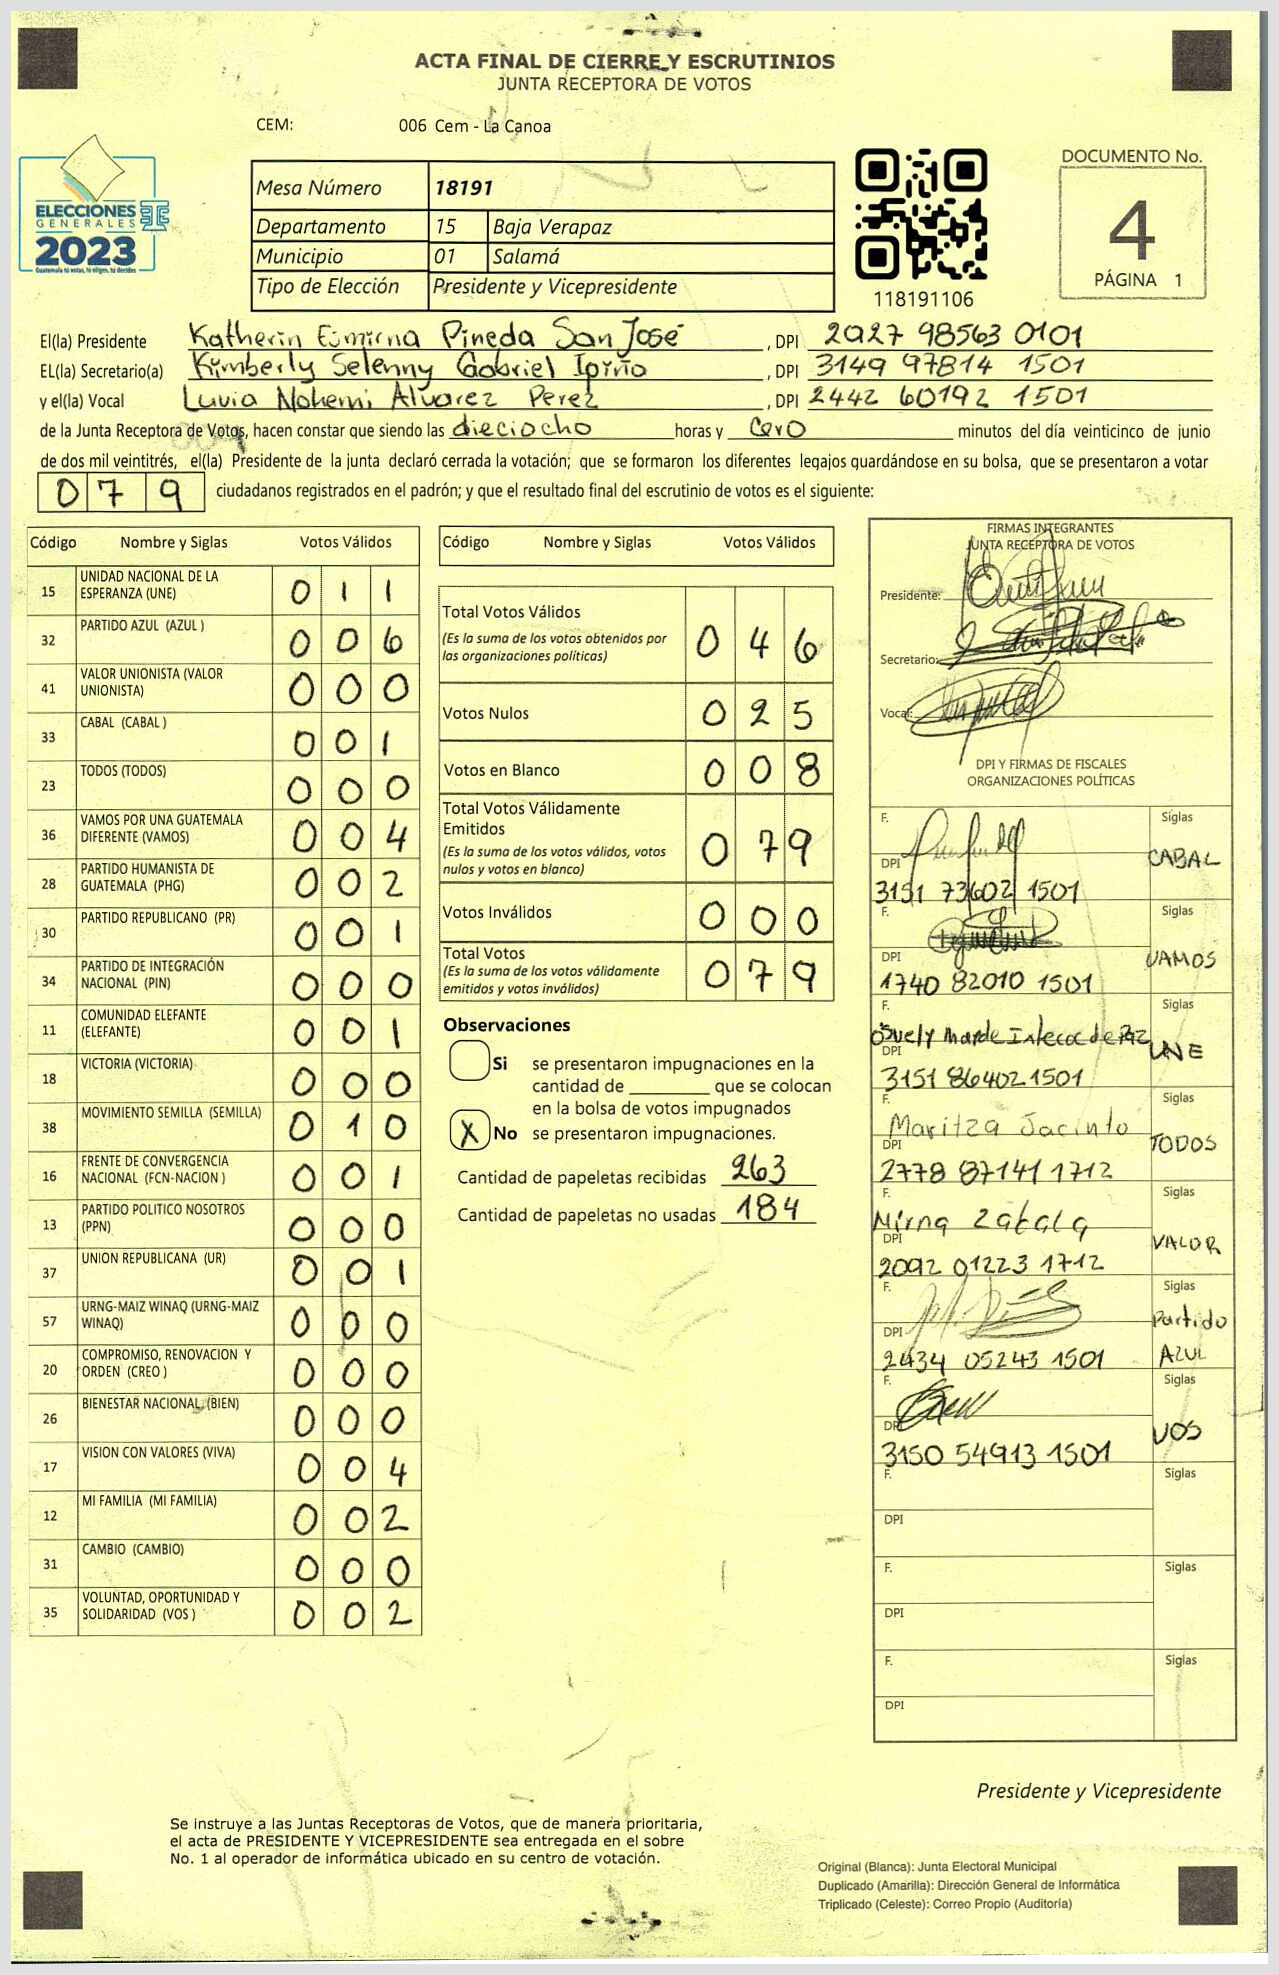 ACTA FINAL DE CIERRE Y ESCRUTINIOS
JUNTA RECEPTORA DE VOTOS
CEM: 006 Cem - La Canoa
ELECCIONES
GENERALES
2023
Guatemala tú votas, tú eliges, tú decides
Mesa Número 18191
Departamento 15 Baja Verapaz
Municipio 01 Salamá
Tipo de Elección Presidente y Vicepresidente
118191106
DOCUMENTO No.
4
PÁGINA 1
El(la) Presidente Katherin Esmirna Pineda San José , DPI 2027 98563 0101
EL(la) Secretario(a) Kimberly Selenny Gabriel Ipiña , DPI 3149 97814 1501
y el(la) Vocal Luvia Nohemi Alvarez Perez , DPI 2442 60192 1501
de la Junta Receptora de Votos, hacen constar que siendo las dieciocho horas y cero minutos del día veinticinco de junio
de dos mil veintitrés, el(la) Presidente de la junta declaró cerrada la votación; que se formaron los diferentes legajos guardándose en su bolsa, que se presentaron a votar
079 ciudadanos registrados en el padrón; y que el resultado final del escrutinio de votos es el siguiente:
Código Nombre y Siglas Votos Válidos
15 UNIDAD NACIONAL DE LA ESPERANZA (UNE) 0 1 1
32 PARTIDO AZUL (AZUL ) 0 0 6
41 VALOR UNIONISTA (VALOR UNIONISTA) 0 0 0
33 CABAL (CABAL ) 0 0 1
23 TODOS (TODOS) 0 0 0
36 VAMOS POR UNA GUATEMALA DIFERENTE (VAMOS) 0 0 4
28 PARTIDO HUMANISTA DE GUATEMALA (PHG) 0 0 2
30 PARTIDO REPUBLICANO (PR) 0 0 1
34 PARTIDO DE INTEGRACIÓN NACIONAL (PIN) 0 0 0
11 COMUNIDAD ELEFANTE (ELEFANTE) 0 0 1
18 VICTORIA (VICTORIA) 0 0 0
38 MOVIMIENTO SEMILLA (SEMILLA) 0 1 0
16 FRENTE DE CONVERGENCIA NACIONAL (FCN-NACION ) 0 0 1
13 PARTIDO POLITICO NOSOTROS (PPN) 0 0 0
37 UNION REPUBLICANA (UR) 0 0 1
57 URNG-MAIZ WINAQ (URNG-MAIZ WINAQ) 0 0 0
20 COMPROMISO, RENOVACION Y ORDEN (CREO ) 0 0 0
26 BIENESTAR NACIONAL (BIEN) 0 0 0
17 VISION CON VALORES (VIVA) 0 0 4
12 MI FAMILIA (MI FAMILIA) 0 0 2
31 CAMBIO (CAMBIO) 0 0 0
35 VOLUNTAD, OPORTUNIDAD Y SOLIDARIDAD (VOS ) 0 0 2
Código Nombre y Siglas Votos Válidos
Total Votos Válidos
(Es la suma de los votos obtenidos por
las organizaciones políticas) 0 4 6
Votos Nulos 0 2 5
Votos en Blanco 0 0 8
Total Votos Válidamente
Emitidos
(Es la suma de los votos válidos, votos
nulos y votos en blanco) 0 7 9
Votos Inválidos 0 0 0
Total Votos
(Es la suma de los votos válidamente
emitidos y votos inválidos) 0 7 9
Observaciones
Si se presentaron impugnaciones en la
cantidad de ________ que se colocan
en la bolsa de votos impugnados
X No se presentaron impugnaciones.
Cantidad de papeletas recibidas 263
Cantidad de papeletas no usadas 184
FIRMAS INTEGRANTES
JUNTA RECEPTORA DE VOTOS
Presidente:
Secretario:
Vocal:
DPI Y FIRMAS DE FISCALES
ORGANIZACIONES POLÍTICAS
F. Siglas
DPI CABAL
3151 73602 1501
F. Siglas
DPI VAMOS
1740 82010 1501
F. Siglas
DPI UNE
3151 86402 1501
F. Siglas
Maritza Jacinto
DPI TODOS
2778 87141 1712
F. Siglas
Mirna Zabala
DPI VALOR
2092 01223 1712
F. Siglas
DPI Partido
2434 05243 1501 AZUL
F. Siglas
DPI VOS
3150 54913 1501
F. Siglas
DPI
F. Siglas
DPI
F. Siglas
DPI
Presidente y Vicepresidente
Se instruye a las Juntas Receptoras de Votos, que de manera prioritaria,
el acta de PRESIDENTE Y VICEPRESIDENTE sea entregada en el sobre
No. 1 al operador de informática ubicado en su centro de votación.
Original (Blanca): Junta Electoral Municipal
Duplicado (Amarilla): Dirección General de Informática
Triplicado (Celeste): Correo Propio (Auditoría)